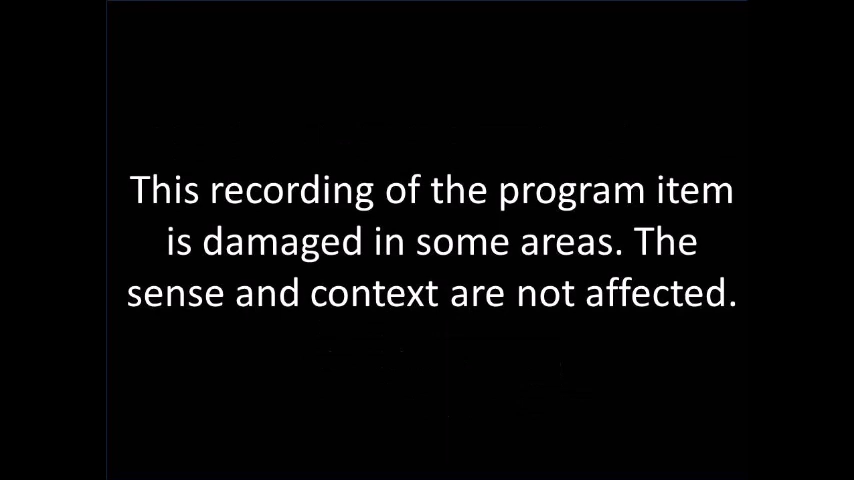 This recording of the program item
is damaged in some areas. The
sense and context are not affected.